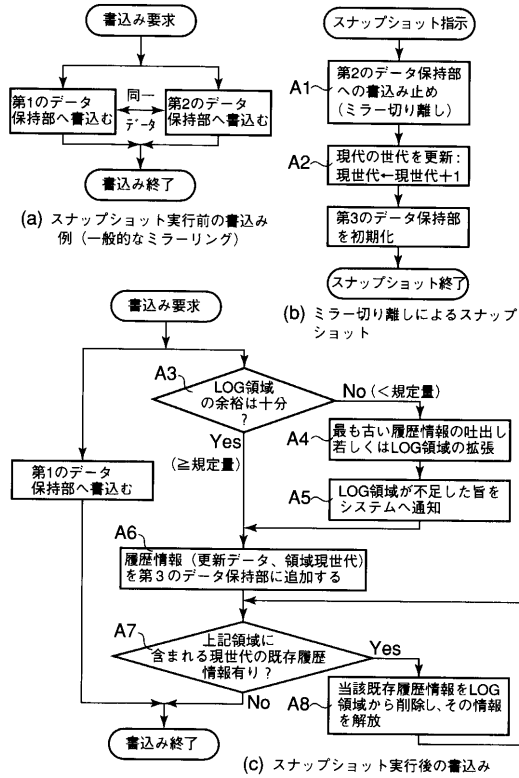 書込み要求
第1のデータ
保持部へ書込む
同一
データ
第2のデータ
保持部へ書込む
書込み終了
(a) スナップショット実行前の書込み
例（一般的なミラーリング）
スナップショット指示
A1
第2のデータ保持部
への書込み止め
（ミラー切り離し）
A2
現代の世代を更新：
現世代←現世代＋1
第3のデータ保持部
を初期化
スナップショット終了
(b) ミラー切り離しによるスナップ
ショット
書込み要求
A3
LOG領域
の余裕は十分
？
No（＜規定量）
Yes
（≧規定量）
A4
最も古い履歴情報の吐出し
若しくはLOG領域の拡張
A5
LOG領域が不足した旨を
システムへ通知
第1のデータ
保持部へ書込む
A6
履歴情報（更新データ、領域現世代）
を第３のデータ保持部に追加する
A7
上記領域に
含まれる現世代の既存履歴
情報有り？
Yes
No
A8
当該既存履歴情報をLOG
領域から削除し、その情報
を解放
書込み終了
(c) スナップショット実行後の書込み